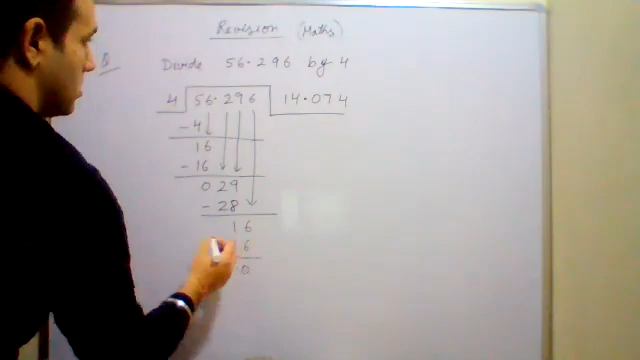 Revision (Maths)
Q Divide 56.296 by 4
4 56.296 14.074
-4
16
-16
029
-28
16
6
0